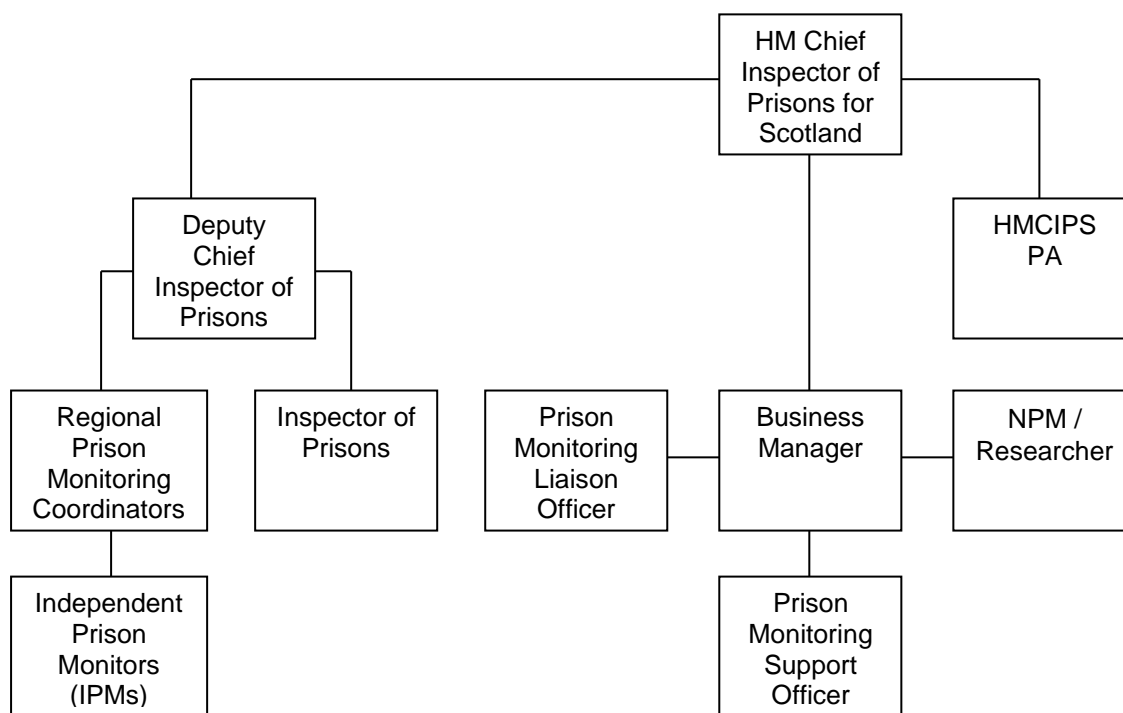 HM Chief
Inspector of
Prisons for
Scotland
Deputy
Chief
Inspector of
Prisons
HMCIPS
PA
Regional
Prison
Monitoring
Coordinators
Inspector of
Prisons
Prison
Monitoring
Liaison
Officer
Business
Manager
NPM /
Researcher
Independent
Prison
Monitors
(IPMs)
Prison
Monitoring
Support
Officer